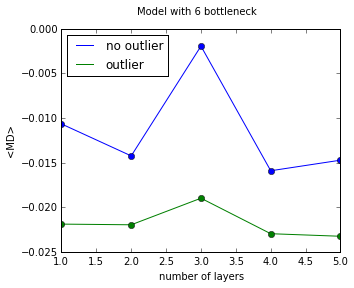 Model with 6 bottleneck
0.000
−0.005
−0.010
−0.015
−0.020
−0.025
<MD>
no outlier
outlier
1.0 1.5 2.0 2.5 3.0 3.5 4.0 4.5 5.0
number of layers